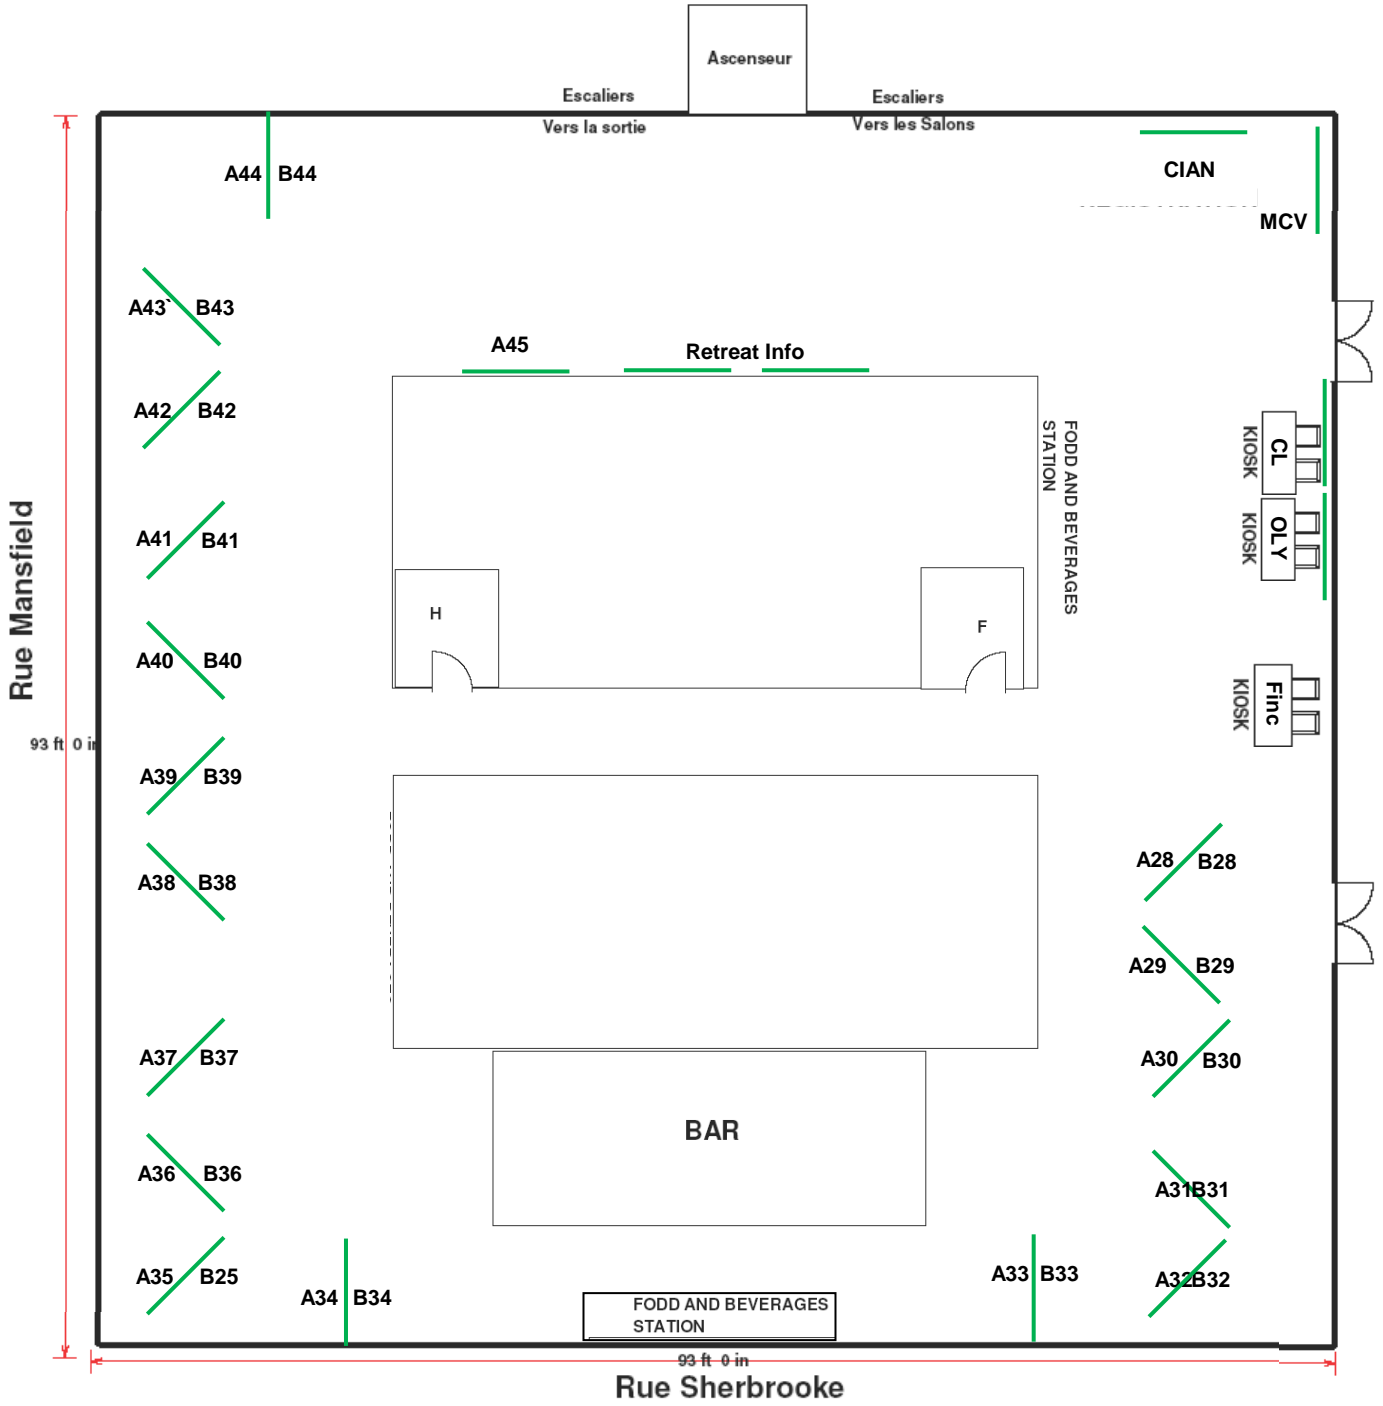 Ascenseur
Escaliers
Escaliers
Vers la sortie
Vers les Salons
CIAN
A44 B44
MCV
A43` B43
A45
Retreat Info
A42 B42
FODD AND BEVERAGES
STATION
CL
KIOSK
OLY
KIOSK
A41 B41
Rue Mansfield
H
F
A40 B40
Finc
KIOSK
93 ft 0 in
A39 B39
A28 B28
A38 B38
A29 B29
A37 B37
A30 B30
BAR
A36 B36
A31 B31
A35 B25
A34 B34
A33 B33
A32 B32
FODD AND BEVERAGES
STATION
93 ft 0 in
Rue Sherbrooke